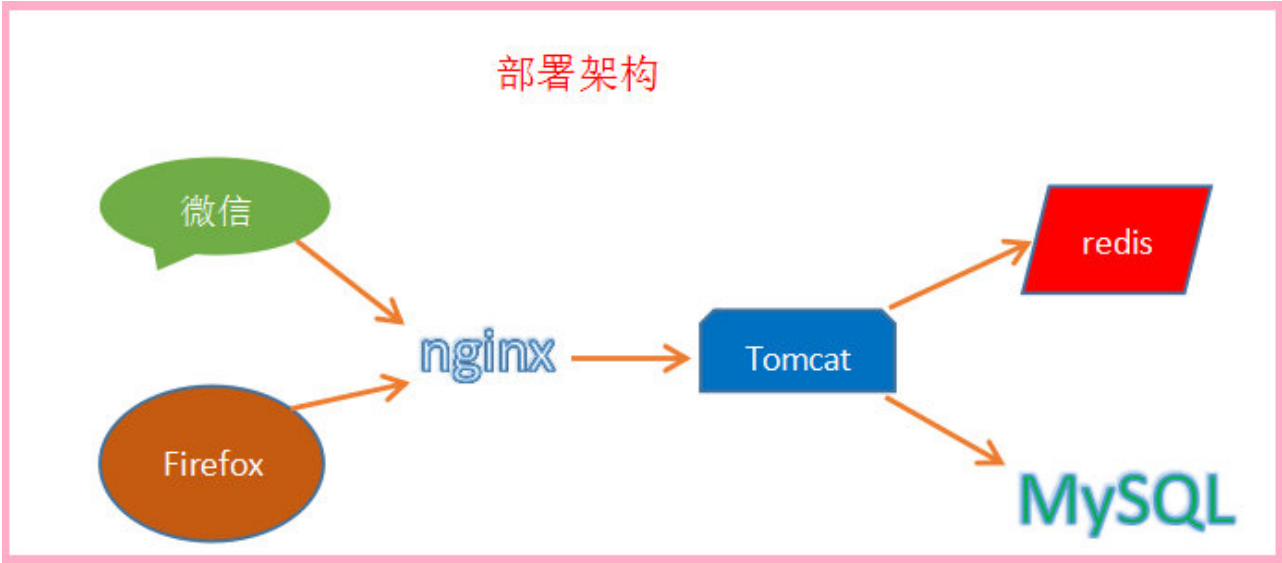 部署架构
微信
Firefox
nginx
Tomcat
redis
MySQL